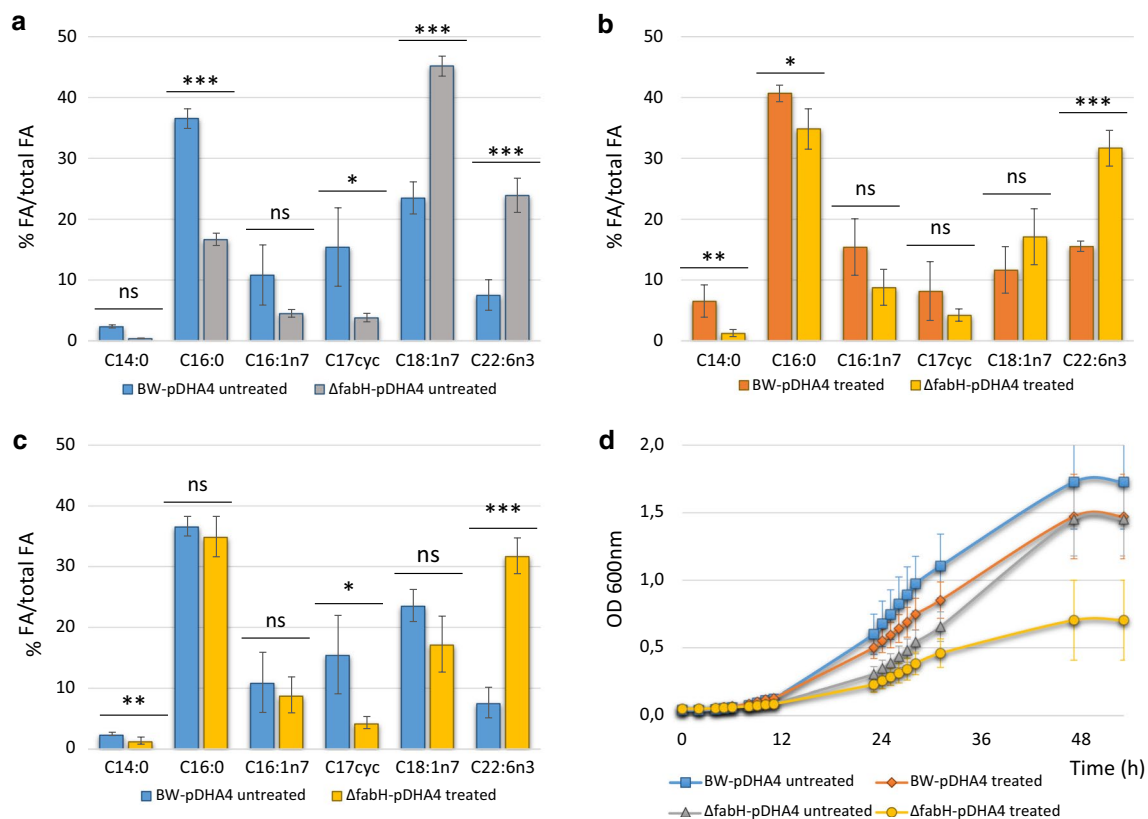 a
% FA/total FA
50
40
30
20
10
0
ns
***
ns
*
***
***
C14:0 C16:0 C16:1n7 C17cyc C18:1n7 C22:6n3
BW-pDHA4 untreated ΔfabH-pDHA4 untreated
b
% FA/total FA
50
40
30
20
10
0
**
*
ns
ns
ns
***
C14:0 C16:0 C16:1n7 C17cyc C18:1n7 C22:6n3
BW-pDHA4 treated ΔfabH-pDHA4 treated
c
% FA/total FA
50
40
30
20
10
0
**
ns
ns
*
ns
***
C14:0 C16:0 C16:1n7 C17cyc C18:1n7 C22:6n3
BW-pDHA4 untreated ΔfabH-pDHA4 treated
d
OD 600nm
2,0
1,5
1,0
0,5
0,0
0 12 24 36 48
Time (h)
BW-pDHA4 untreated BW-pDHA4 treated
ΔfabH-pDHA4 untreated ΔfabH-pDHA4 treated